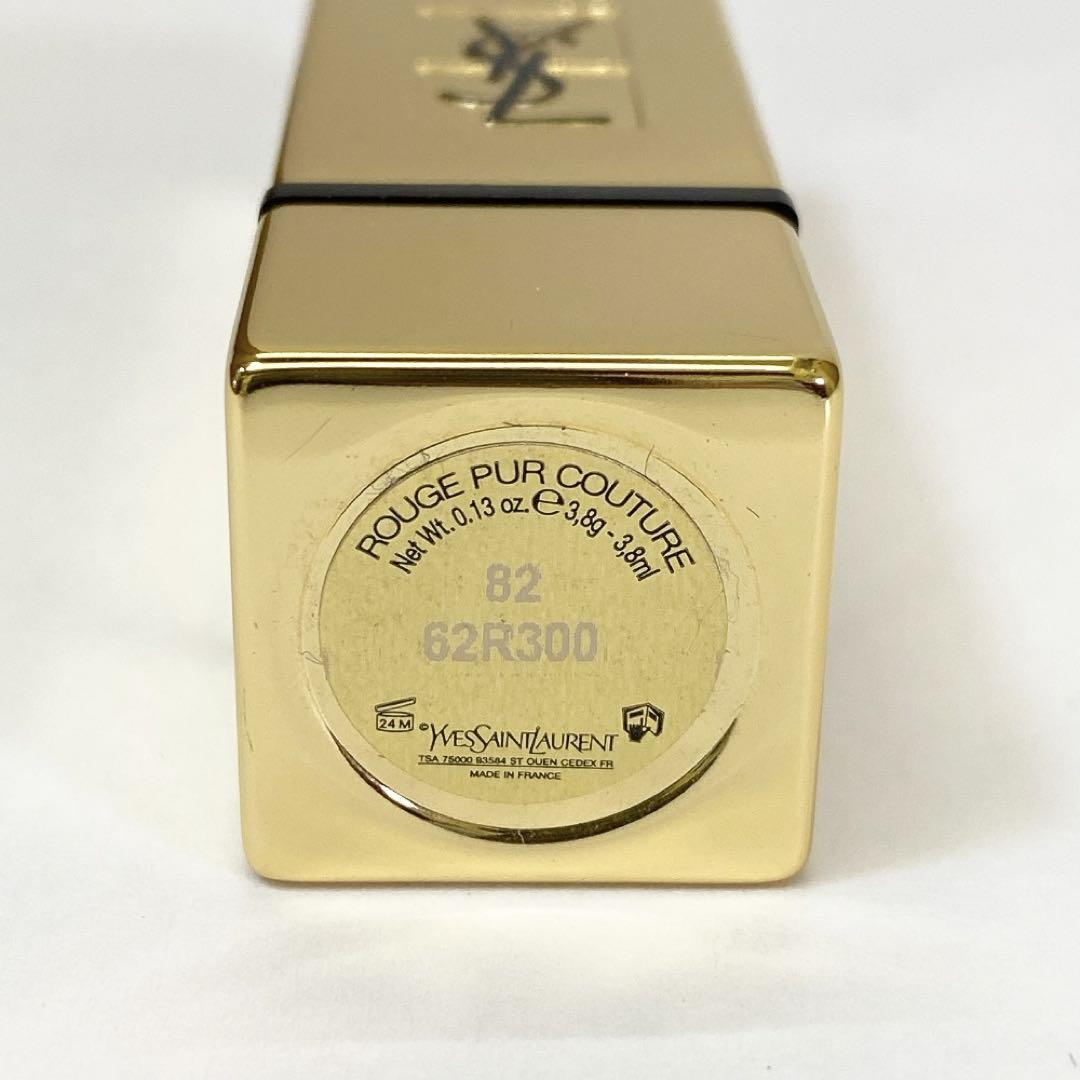 YSL
ROUGE PUR COUTURE
Net Wt. 0.13 oz. ℮ 3,8g - 3,8ml
82
62R300
24 M
©YVESSAINTLAURENT
TSA 75000 93584 ST OUEN CEDEX FR
MADE IN FRANCE